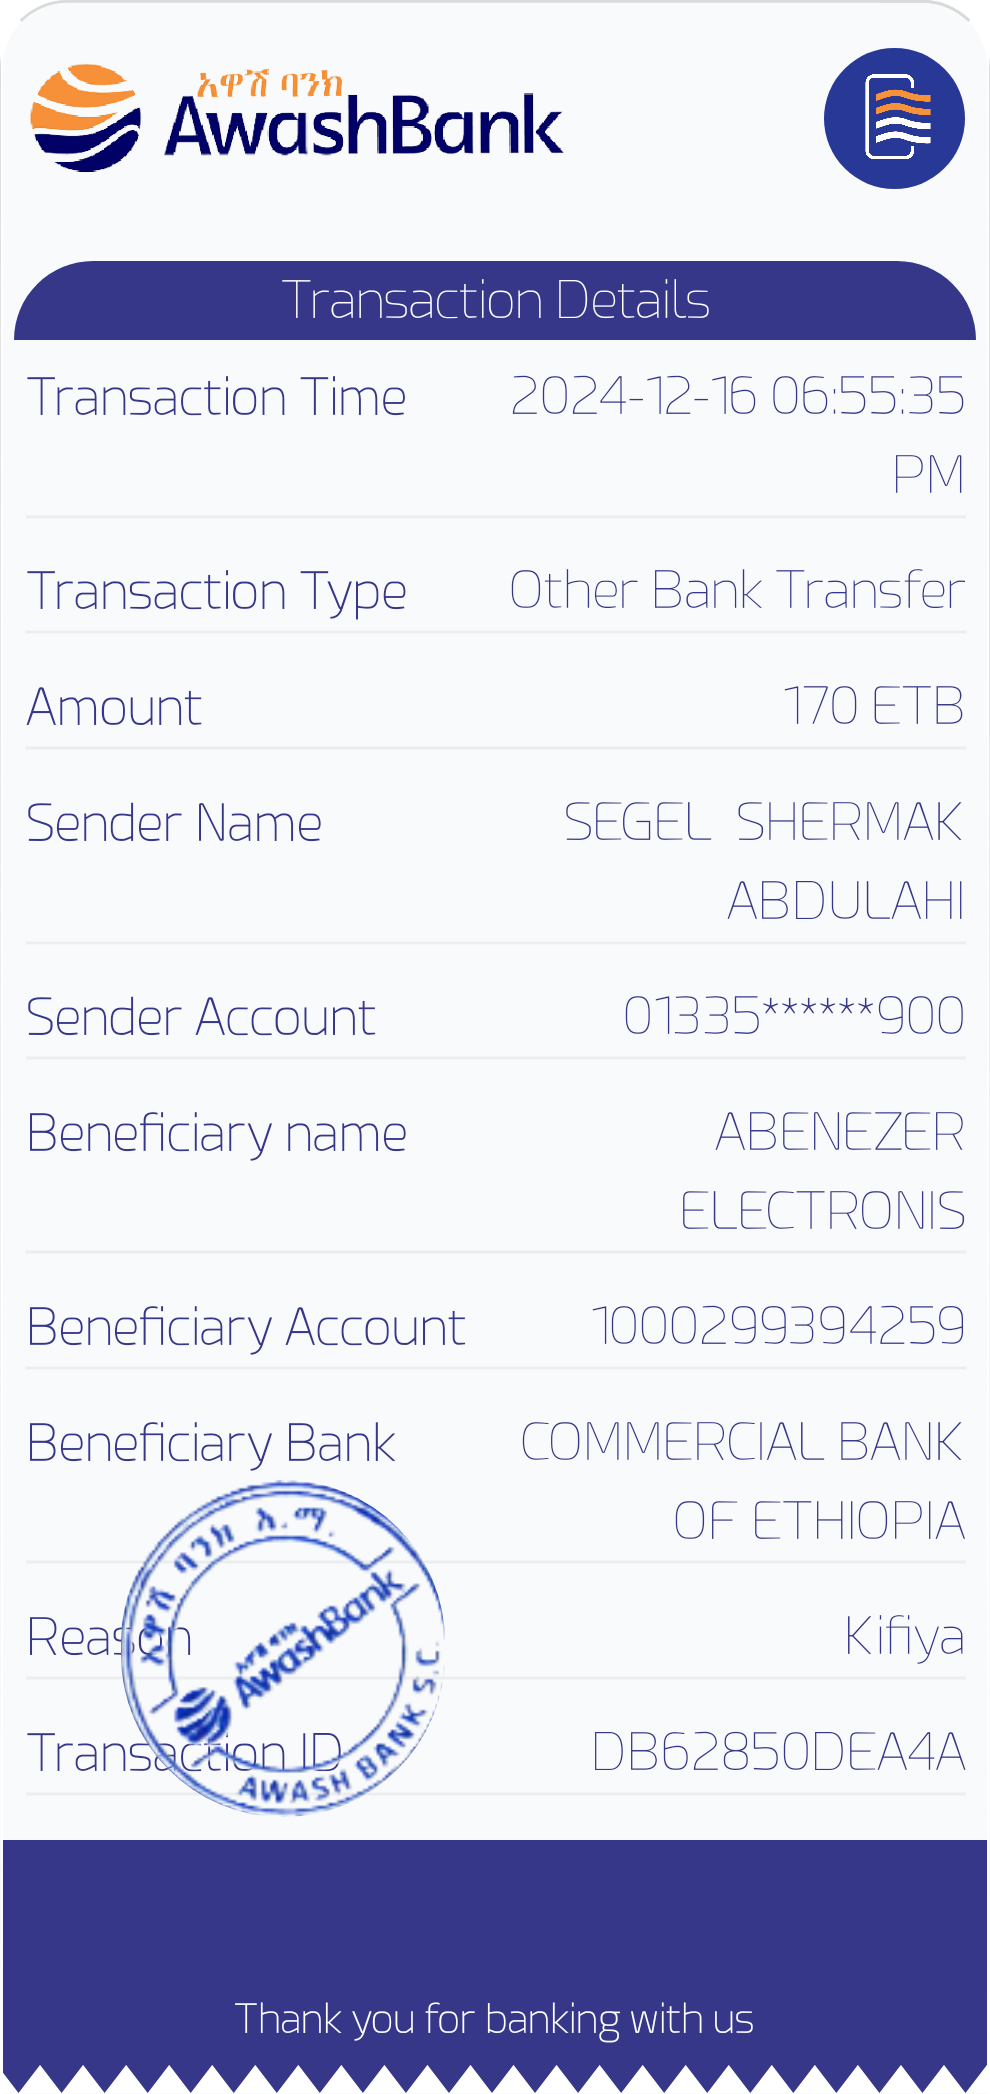 አዋሽ ባንክ
AwashBank
Transaction Details
Transaction Time 2024-12-16 06:55:35
PM
Transaction Type Other Bank Transfer
Amount 170 ETB
Sender Name SEGEL SHERMAK
ABDULAHI
Sender Account 01335******900
Beneficiary name ABENEZER
ELECTRONIS
Beneficiary Account 1000299394259
Beneficiary Bank COMMERCIAL BANK
OF ETHIOPIA
Reason Kifiya
Transaction ID DB62850DEA4A
አዋሽ ባንክ አ.ማ.
አዋሽ ባንክ
AwashBank
AWASH BANK S.C.
Thank you for banking with us